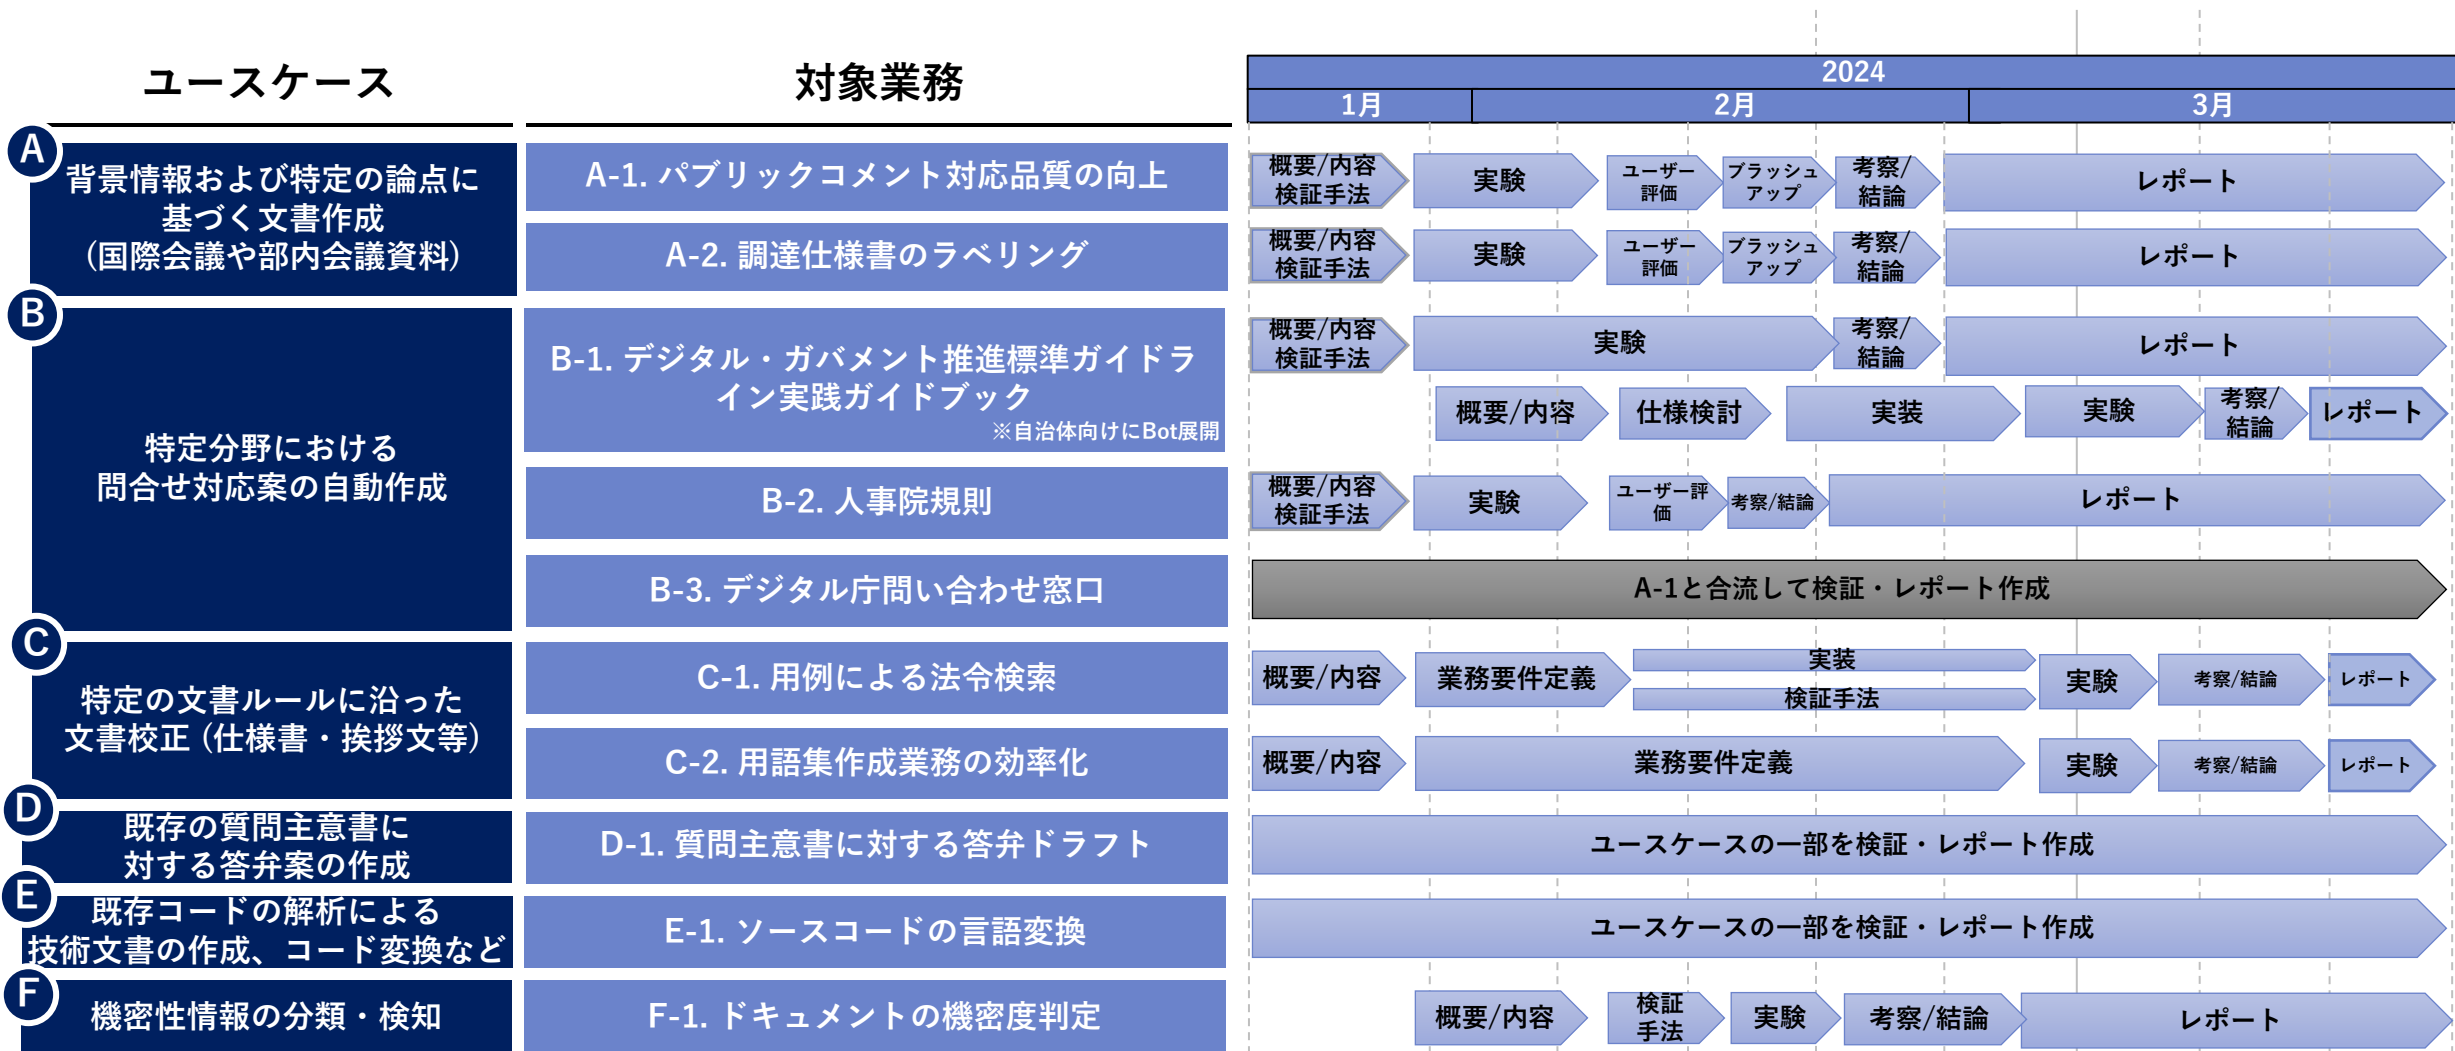 ユースケース
対象業務
2024
1月
2月
3月
A
背景情報および特定の論点に
基づく文書作成
(国際会議や部内会議資料)
A-1. パブリックコメント対応品質の向上
概要/内容
検証手法
実験
ユーザー
評価
ブラッシュ
アップ
考察/
結論
レポート
A-2. 調達仕様書のラベリング
概要/内容
検証手法
実験
ユーザー
評価
ブラッシュ
アップ
考察/
結論
レポート
B
特定分野における
問合せ対応案の自動作成
B-1. デジタル・ガバメント推進標準ガイドラ
イン実践ガイドブック
※自治体向けにBot展開
概要/内容
検証手法
実験
考察/
結論
レポート
概要/内容
仕様検討
実装
実験
考察/
結論
レポート
B-2. 人事院規則
概要/内容
検証手法
実験
ユーザー評
価
考察/結論
レポート
B-3. デジタル庁問い合わせ窓口
A-1と合流して検証・レポート作成
C
特定の文書ルールに沿った
文書校正 (仕様書・挨拶文等)
C-1. 用例による法令検索
概要/内容
業務要件定義
実装
検証手法
実験
考察/結論
レポート
C-2. 用語集作成業務の効率化
概要/内容
業務要件定義
実験
考察/結論
レポート
D
既存の質問主意書に
対する答弁案の作成
D-1. 質問主意書に対する答弁ドラフト
ユースケースの一部を検証・レポート作成
E
既存コードの解析による
技術文書の作成、コード変換など
E-1. ソースコードの言語変換
ユースケースの一部を検証・レポート作成
F
機密性情報の分類・検知
F-1. ドキュメントの機密度判定
概要/内容
検証
手法
実験
考察/結論
レポート